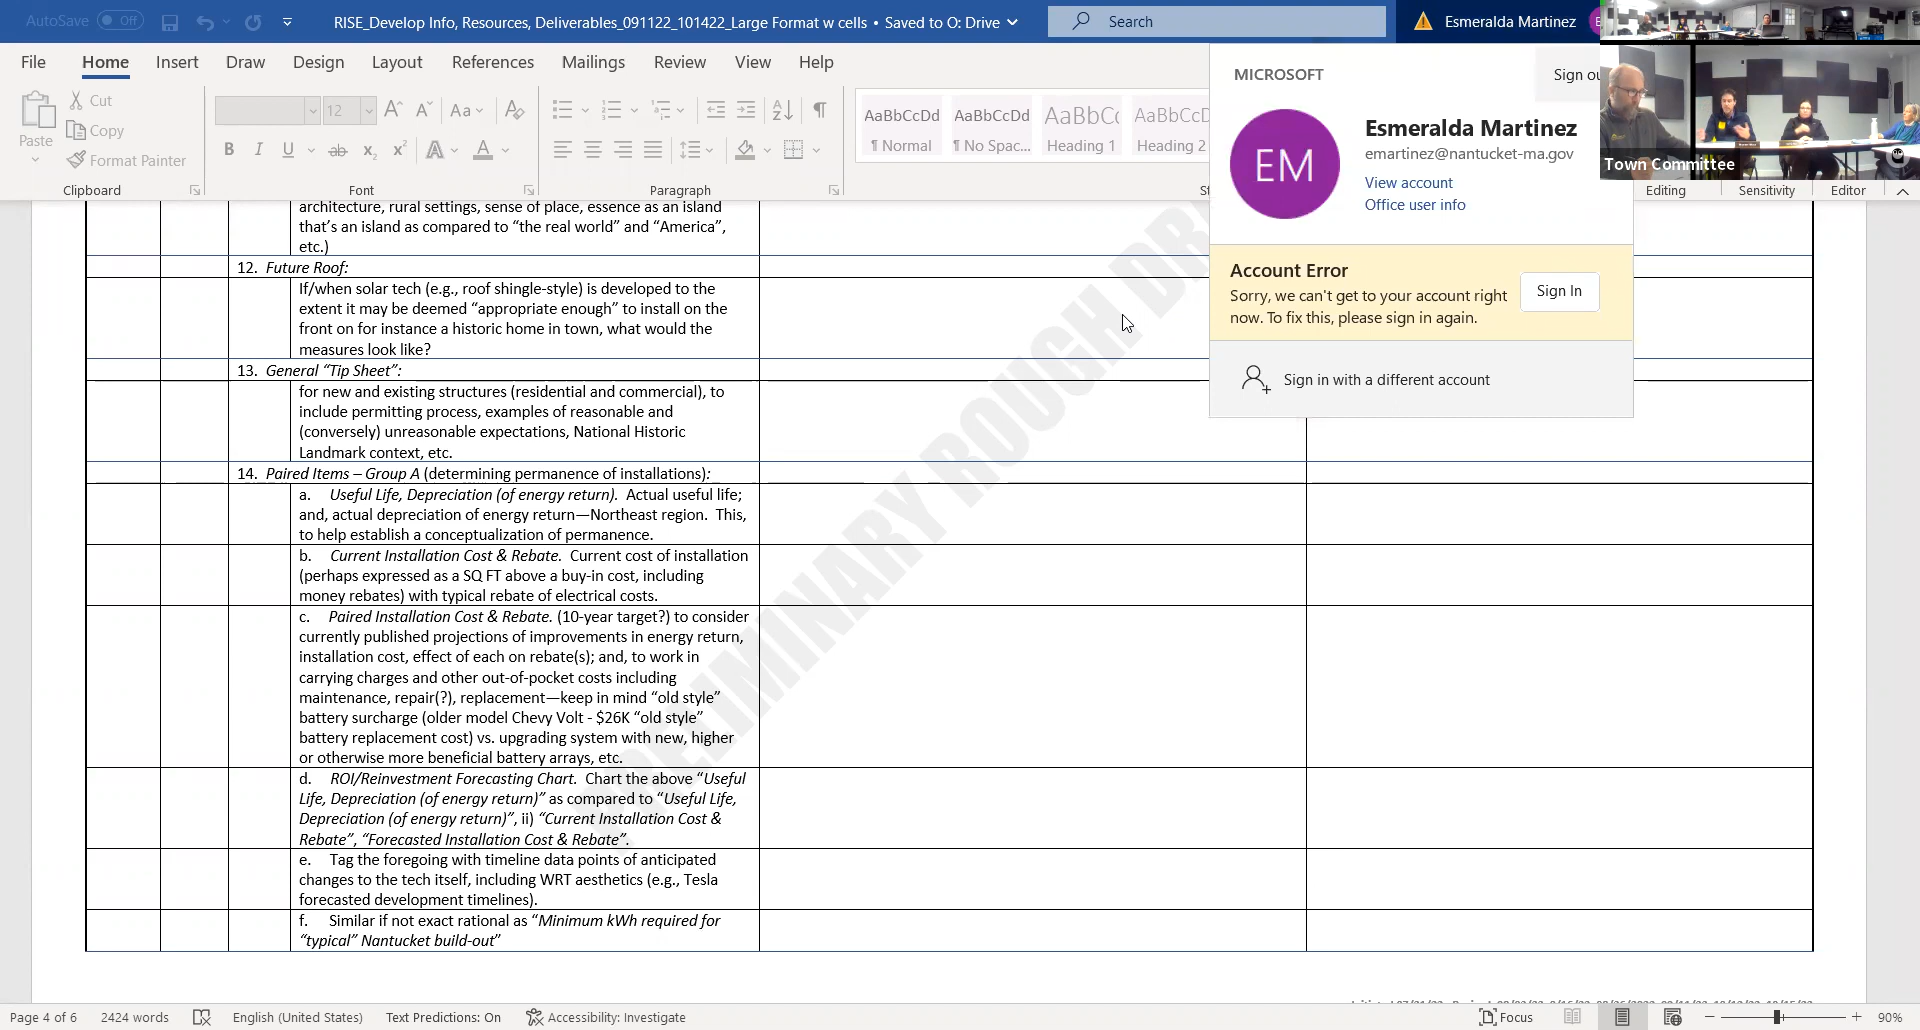 AutoSave Off RISE_Develop Info, Resources, Deliverables_091122_101422_Large Format w cells • Saved to O: Drive Search Esmeralda Martinez
File Home Insert Draw Design Layout References Mailings Review View Help
Paste Cut
Copy
Format Painter
12
Aa
B I U ab x₂ x² A A
AaBbCcDd AaBbCcDd AaBbCc AaBbCcD
¶ Normal ¶ No Spac... Heading 1 Heading 2
Clipboard Font Paragraph Editing Sensitivity Editor
MICROSOFT
EM
Esmeralda Martinez
emartinez@nantucket-ma.gov
View account
Office user info
Account Error
Sorry, we can't get to your account right
now. To fix this, please sign in again.
Sign In
Sign in with a different account
Town Committee
architecture, rural settings, sense of place, essence as an island
that's an island as compared to “the real world” and “America”,
etc.)
12. Future Roof:
If/when solar tech (e.g., roof shingle-style) is developed to the
extent it may be deemed “appropriate enough” to install on the
front on for instance a historic home in town, what would the
measures look like?
13. General “Tip Sheet”:
for new and existing structures (residential and commercial), to
include permitting process, examples of reasonable and
(conversely) unreasonable expectations, National Historic
Landmark context, etc.
14. Paired Items – Group A (determining permanence of installations):
a. Useful Life, Depreciation (of energy return). Actual useful life;
and, actual depreciation of energy return—Northeast region. This,
to help establish a conceptualization of permanence.
b. Current Installation Cost & Rebate. Current cost of installation
(perhaps expressed as a SQ FT above a buy-in cost, including
money rebates) with typical rebate of electrical costs.
c. Paired Installation Cost & Rebate. (10-year target?) to consider
currently published projections of improvements in energy return,
installation cost, effect of each on rebate(s); and, to work in
carrying charges and other out-of-pocket costs including
maintenance, repair(?), replacement—keep in mind “old style”
battery surcharge (older model Chevy Volt - $26K “old style”
battery replacement cost) vs. upgrading system with new, higher
or otherwise more beneficial battery arrays, etc.
d. ROI/Reinvestment Forecasting Chart. Chart the above “Useful
Life, Depreciation (of energy return)” as compared to “Useful Life,
Depreciation (of energy return)”, ii) “Current Installation Cost &
Rebate”, “Forecasted Installation Cost & Rebate”.
e. Tag the foregoing with timeline data points of anticipated
changes to the tech itself, including WRT aesthetics (e.g., Tesla
forecasted development timelines).
f. Similar if not exact rational as “Minimum kWh required for
“typical” Nantucket build-out”
PRELIMINARY ROUGH
Page 4 of 6 2424 words English (United States) Text Predictions: On Accessibility: Investigate Focus 90%